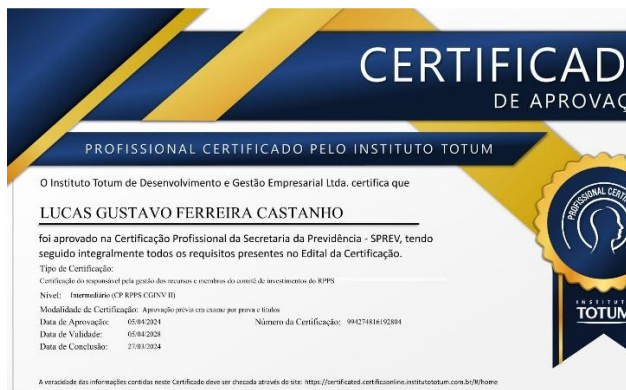 CERTIFICAD
DE APROVAÇ
PROFISSIONAL CERTIFICADO PELO INSTITUTO TOTUM
O Instituto Totum de Desenvolvimento e Gestão Empresarial Ltda. certifica que
LUCAS GUSTAVO FERREIRA CASTANHO
foi aprovado na Certificação Profissional da Secretaria da Previdência - SPREV, tendo
seguido integralmente todos os requisitos presentes no Edital da Certificação.
Tipo de Certificação:
Certificação do responsável pela gestão dos recursos e membros do comitê de investimentos do RPPS
Nível: Intermediário (CP RPPS CGINV II)
Modalidade de Certificação: Aprovação prévia em exame por prova e títulos
Data de Aprovação: 05/04/2024 Número da Certificação: 994274816192804
Data de Validade: 05/04/2028
Data de Conclusão: 27/03/2024
PROFISSIONAL CERT
INSTITUT
TOTUM
A veracidade das informações contidas neste Certificado deve ser checada através do site: https://certificated.certificaonline.institutototum.com.br/#/home